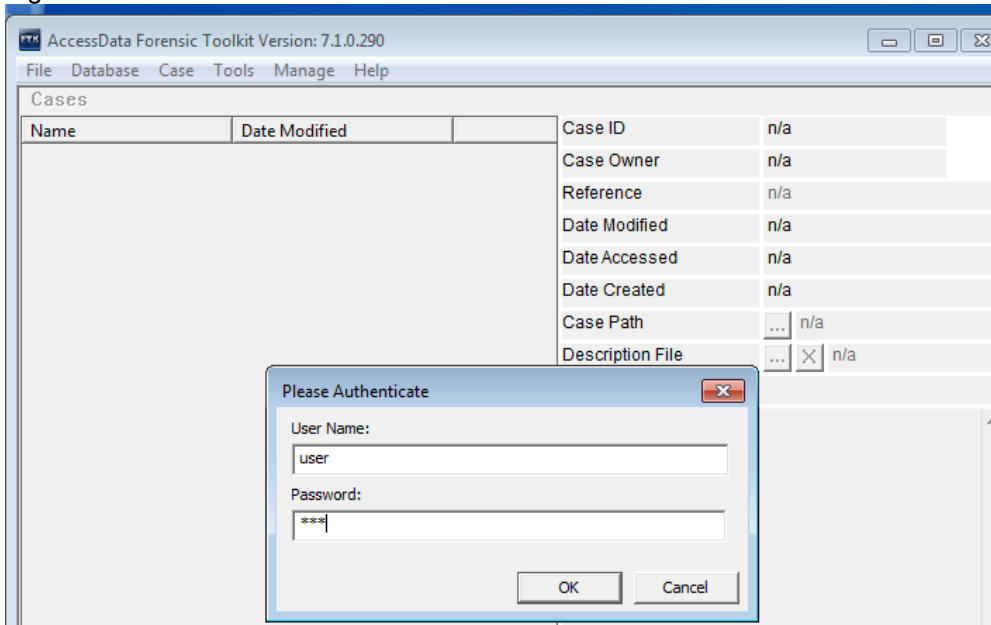 FTK AccessData Forensic Toolkit Version: 7.1.0.290
File Database Case Tools Manage Help
Cases
Name Date Modified
Case ID n/a
Case Owner n/a
Reference n/a
Date Modified n/a
Date Accessed n/a
Date Created n/a
Case Path ... n/a
Description File ... X n/a
Please Authenticate
User Name:
user
Password:
***
OK Cancel